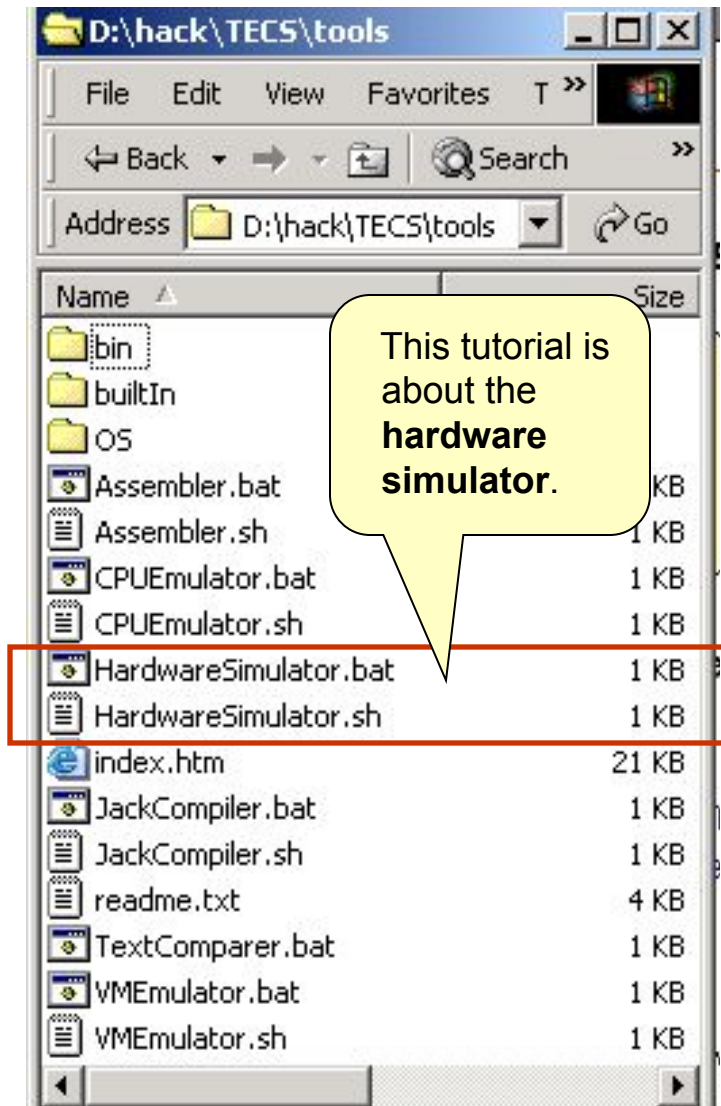 D:\hack\TECS\tools
File Edit View Favorites T »
Back Search »
Address D:\hack\TECS\tools Go
Name Size
bin
builtIn
OS
This tutorial is
about the
hardware
simulator.
Assembler.bat KB
Assembler.sh 1 KB
CPUEmulator.bat 1 KB
CPUEmulator.sh 1 KB
HardwareSimulator.bat 1 KB
HardwareSimulator.sh 1 KB
index.htm 21 KB
JackCompiler.bat 1 KB
JackCompiler.sh 1 KB
readme.txt 4 KB
TextComparer.bat 1 KB
VMEmulator.bat 1 KB
VMEmulator.sh 1 KB